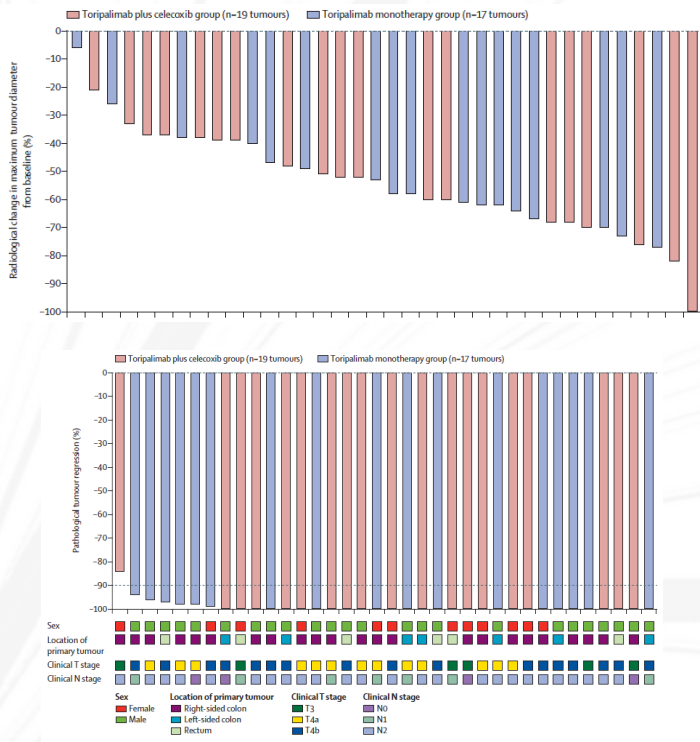 Toripalimab plus celecoxib group (n=19 tumours) Toripalimab monotherapy group (n=17 tumours)
Radiological change in maximum tumour diameter
from baseline (%)
0
-10
-20
-30
-40
-50
-60
-70
-80
-90
-100
Toripalimab plus celecoxib group (n=19 tumours) Toripalimab monotherapy group (n=17 tumours)
Pathological tumour regression (%)
0
-10
-20
-30
-40
-50
-60
-70
-80
-90
-100
Sex
Location of
primary tumour
Clinical T stage
Clinical N stage
Sex Location of primary tumour Clinical T stage Clinical N stage
Female Right-sided colon T3 N0
Male Left-sided colon T4a N1
Rectum T4b N2